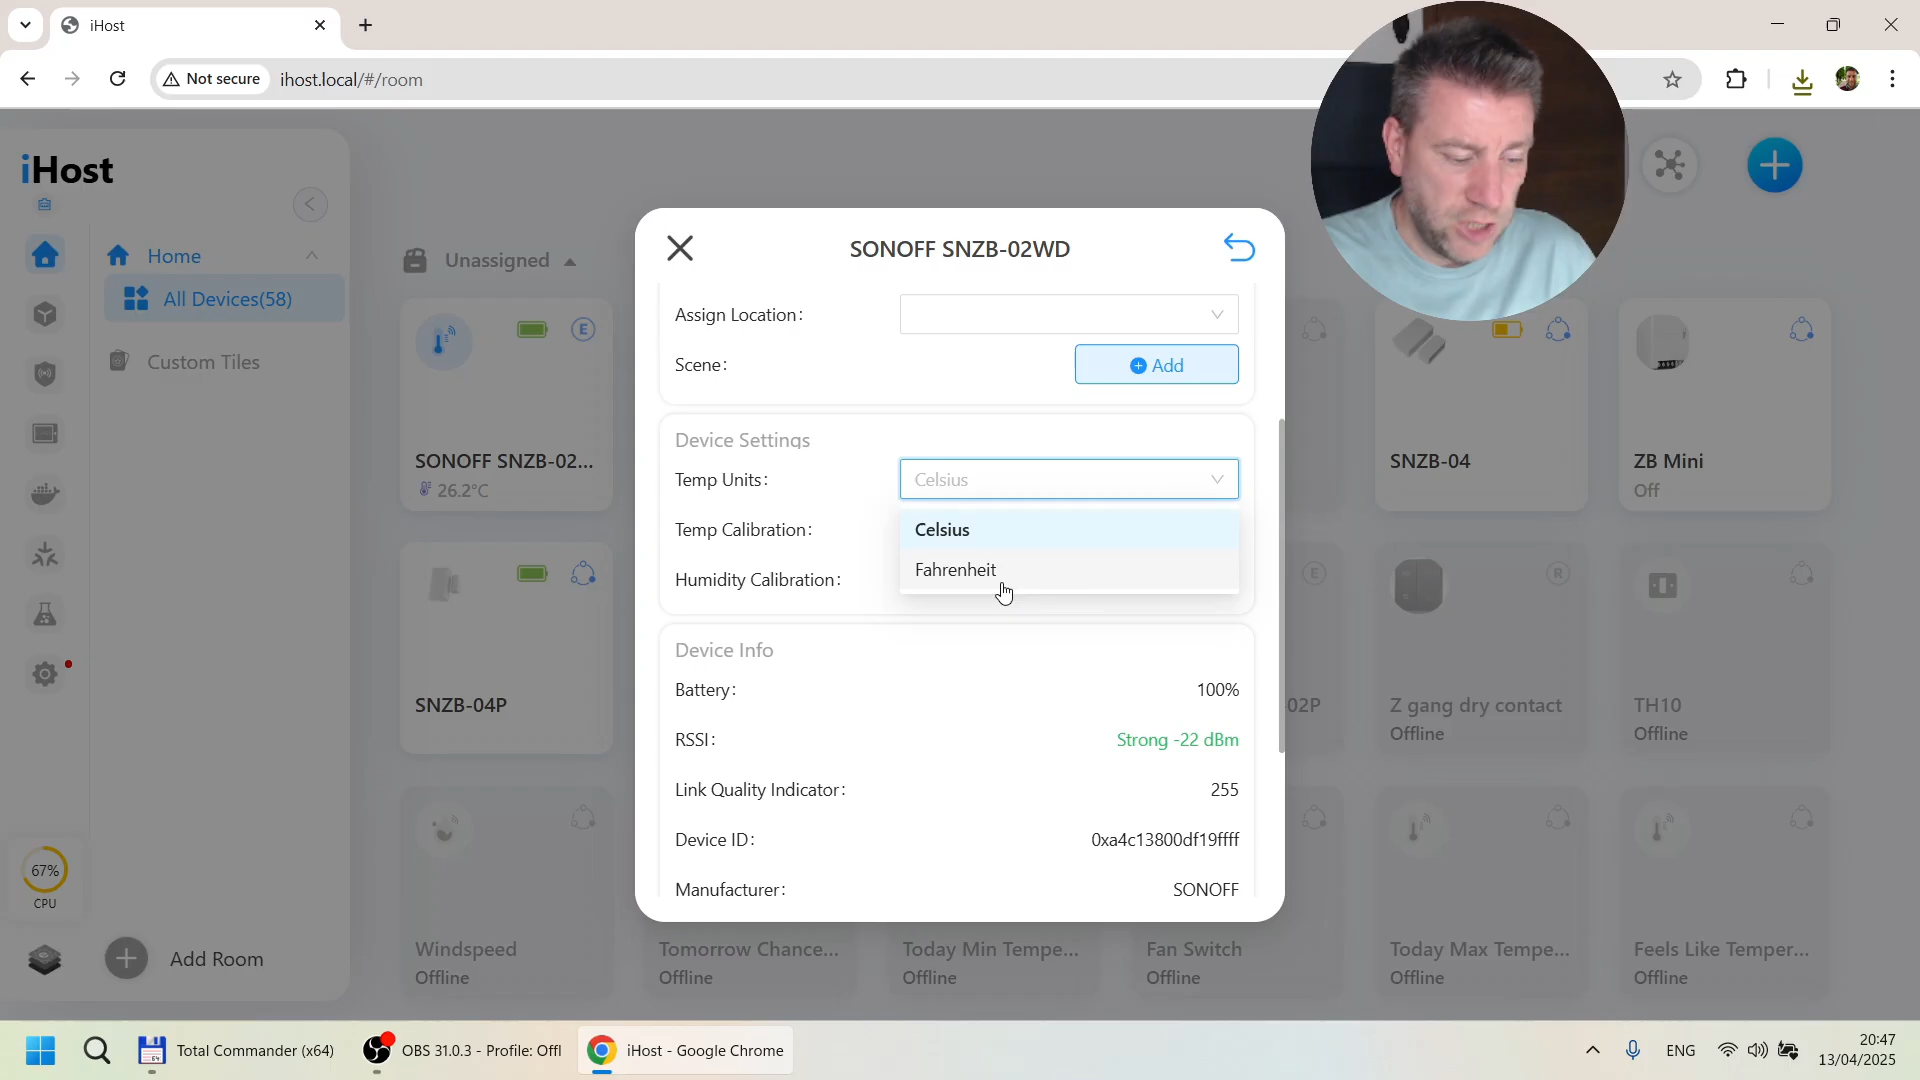 iHost
Not secure
ihost.local/#/room
iHost
Home
All Devices(58)
Custom Tiles
Add Room
67%
CPU
Unassigned
E
SONOFF SNZB-02...
26.2°C
SNZB-04P
SONOFF SNZB-02WD
Assign Location:
Scene:
Add
Device Settings
Temp Units:
Celsius
Temp Calibration:
Celsius
Fahrenheit
Humidity Calibration:
Device Info
Battery:
100%
RSSI:
Strong -22 dBm
Link Quality Indicator:
255
Device ID:
0xa4c13800df19ffff
Manufacturer:
SONOFF
SNZB-04
ZB Mini
Off
E
-02P
R
Z gang dry contact
Offline
TH10
Offline
Windspeed
Offline
Tomorrow Chance...
Offline
Today Min Tempe...
Offline
Fan Switch
Offline
Today Max Tempe...
Offline
Feels Like Temper...
Offline
64
Total Commander (x64)
OBS 31.0.3 - Profile: Offl
iHost - Google Chrome
ENG
20:47
13/04/2025